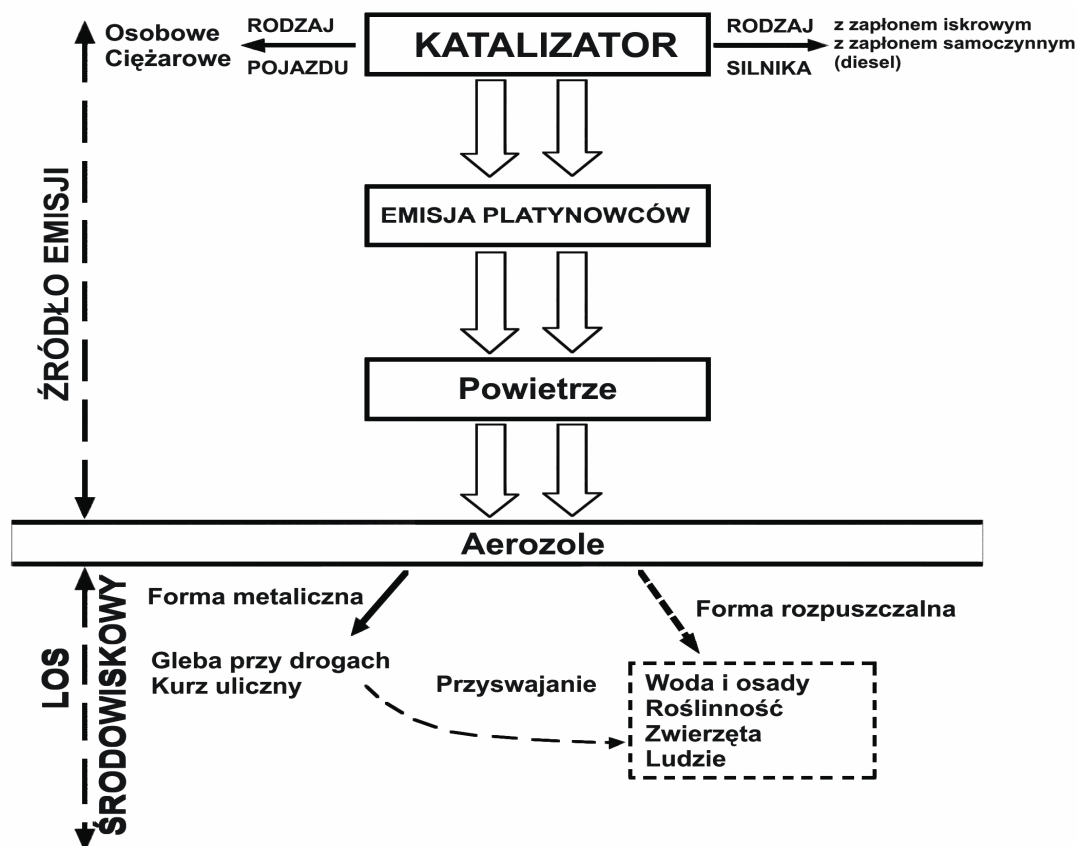 Osobowe
Ciężarowe
RODZAJ
POJAZDU
KATALIZATOR
RODZAJ
SILNIKA
z zapłonem iskrowym
z zapłonem samoczynnym
(diesel)
ŹRÓDŁO EMISJI
EMISJA PLATYNOWCÓW
Powietrze
Aerozole
LOS
ŚRODOWISKOWY
Forma metaliczna
Forma rozpuszczalna
Gleba przy drogach
Kurz uliczny
Przyswajanie
Woda i osady
Roślinność
Zwierzęta
Ludzie